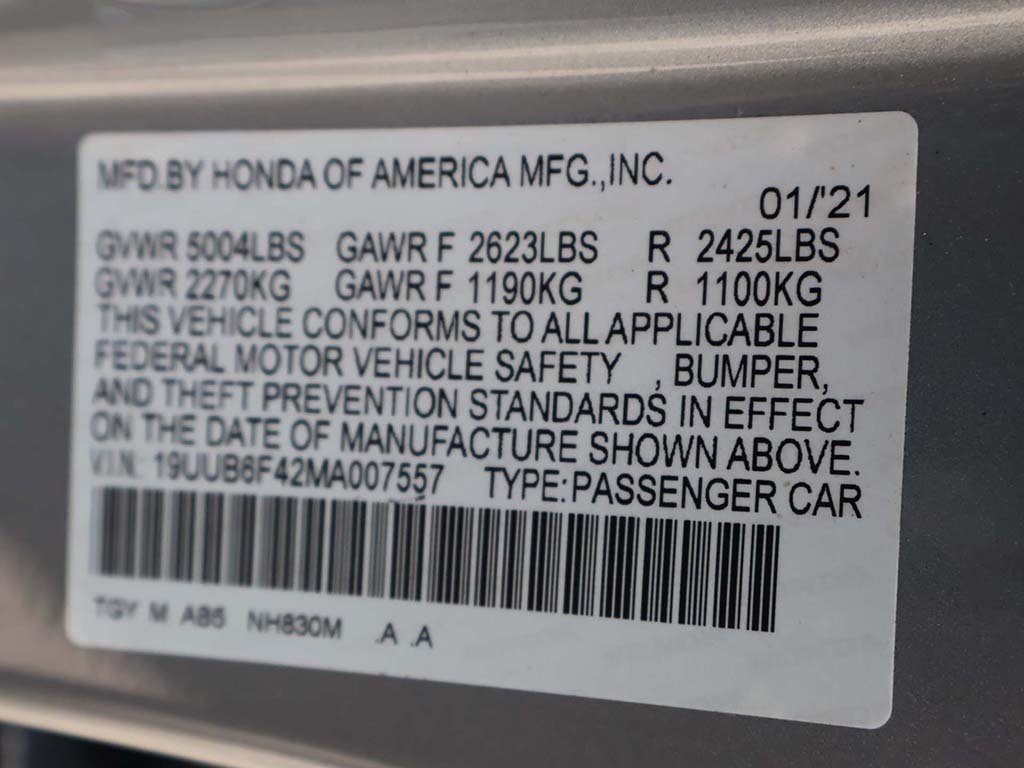 MFD.BY HONDA OF AMERICA MFG.,INC.
01/'21
GVWR 5004LBS GAWR F 2623LBS R 2425LBS
GVWR 2270KG GAWR F 1190KG R 1100KG
THIS VEHICLE CONFORMS TO ALL APPLICABLE
FEDERAL MOTOR VEHICLE SAFETY , BUMPER,
AND THEFT PREVENTION STANDARDS IN EFFECT
ON THE DATE OF MANUFACTURE SHOWN ABOVE.
V.I.N.: 19UUB6F42MA007557 TYPE:PASSENGER CAR
TGY M AB5 NH830M .A .A